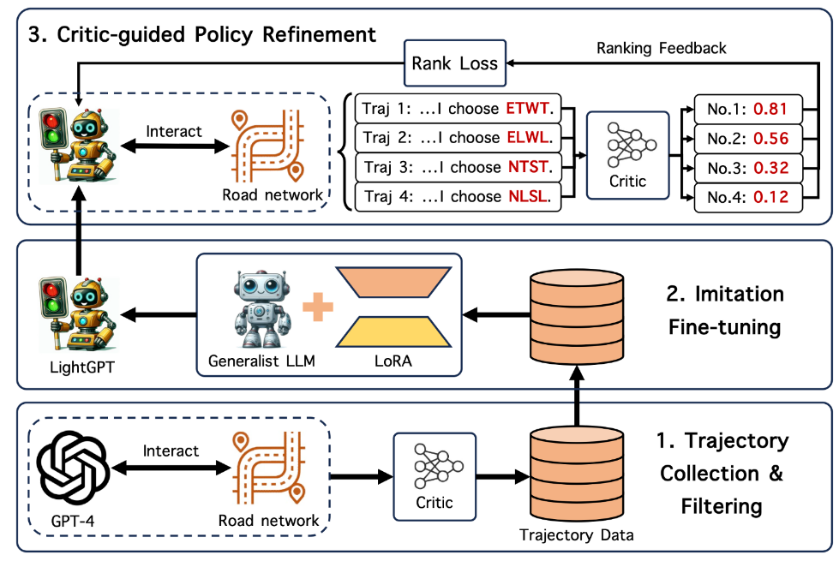 3. Critic-guided Policy Refinement
Ranking Feedback
Rank Loss
Interact
Road network
Traj 1: ...I choose ETWT.
Traj 2: ...I choose ELWL.
Traj 3: ...I choose NTST.
Traj 4: ...I choose NLSL.
Critic
No.1: 0.81
No.2: 0.56
No.3: 0.32
No.4: 0.12
LightGPT
Generalist LLM
LoRA
2. Imitation
Fine-tuning
GPT-4
Interact
Road network
Critic
Trajectory Data
1. Trajectory
Collection &
Filtering